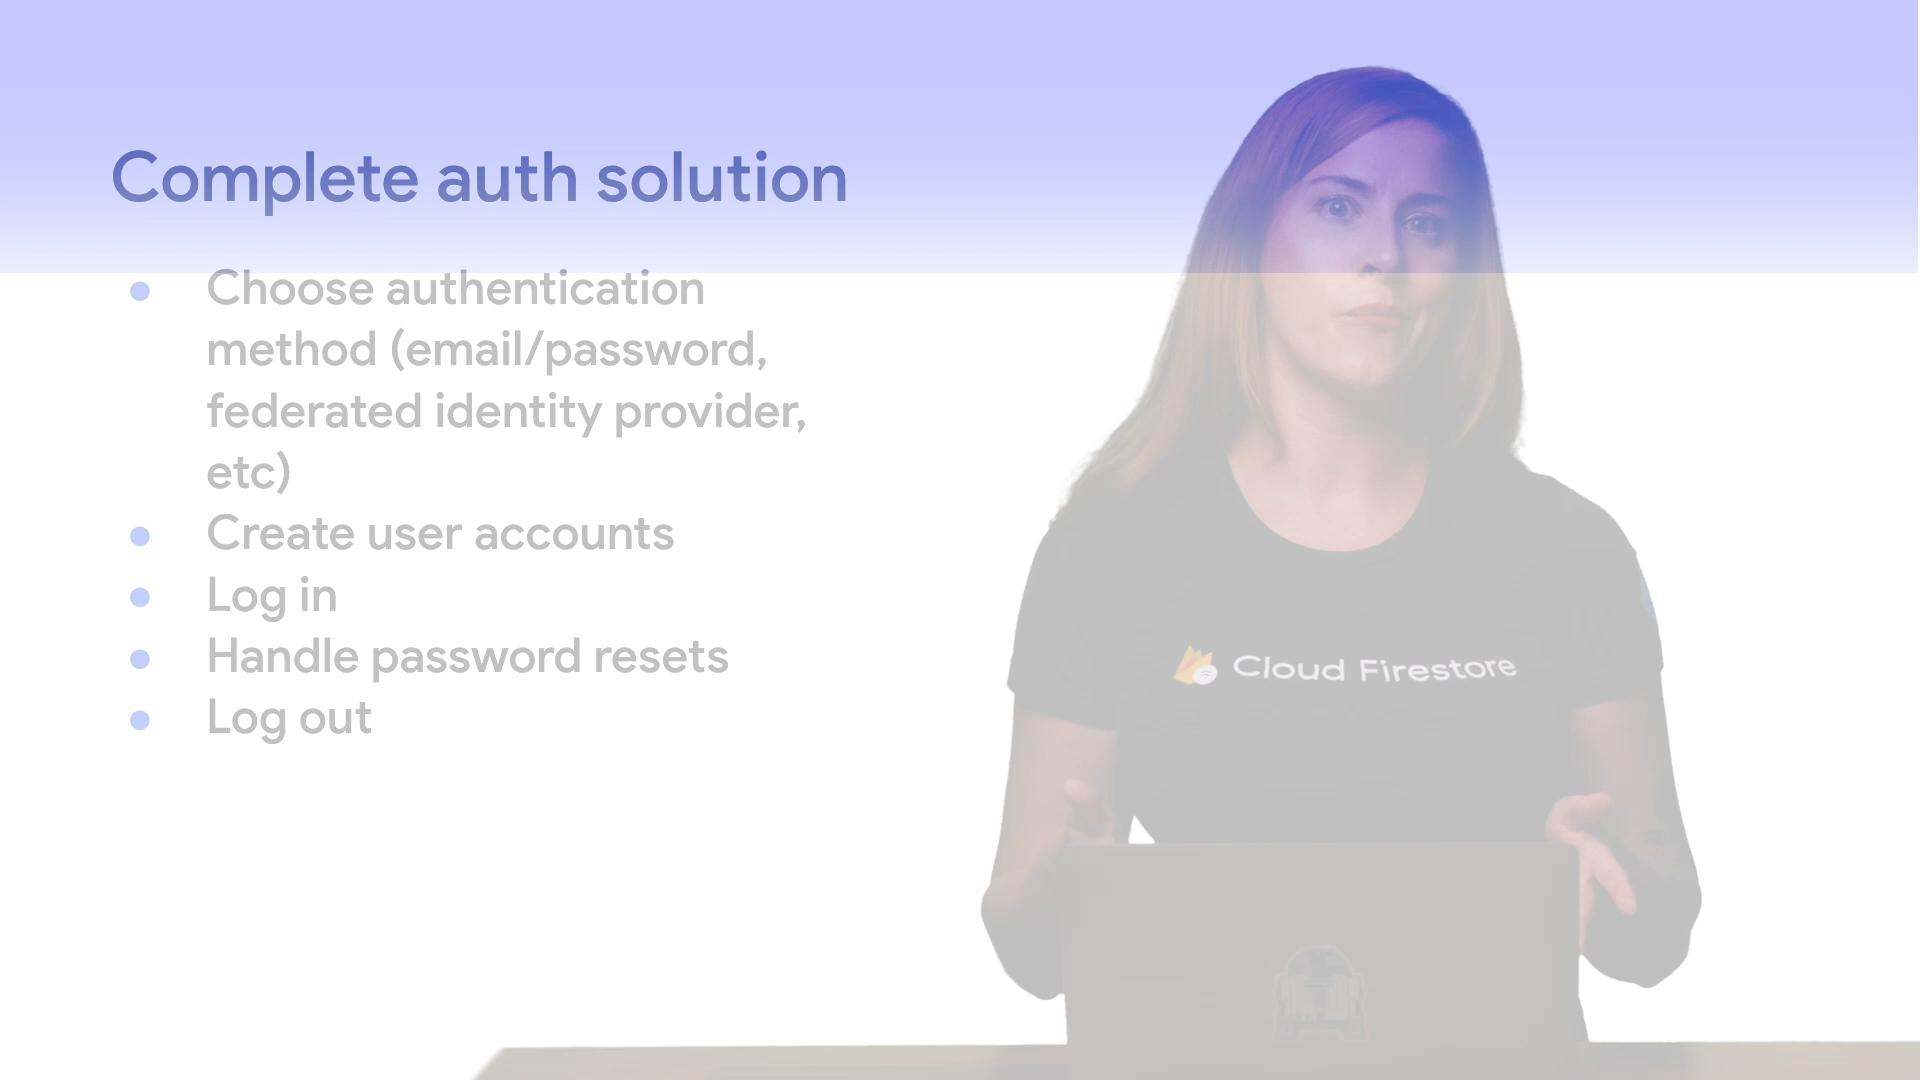 Complete auth solution
Choose authentication
method (email/password,
federated identity provider,
etc)
Create user accounts
Log in
Handle password resets
Log out
Cloud Firestore